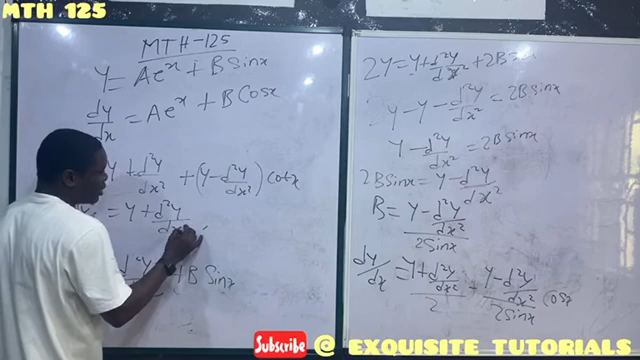 MTH 125
MTH-125
Y = Ae^x + B Sinx
dy/dx = Ae^x + B Cosx
Y + d²Y/dx² + (Y - d²Y/dx²) Cotx
= Y + d²Y/dx²
d²Y + B Sinx
2Y = Y + d²Y/dx² + 2B Sinx
Y - Y - d²Y/dx² = 2B Sinx
Y - d²Y/dx² = 2B Sinx
2B Sinx = Y - d²Y/dx²
B = Y - d²Y/dx² / 2Sinx
dY/dx = Y + d²Y/dx² / 2 + Y - d²Y/dx² / 2Sinx Cosx
Subscribe @ EXQUISITE TUTORIALS